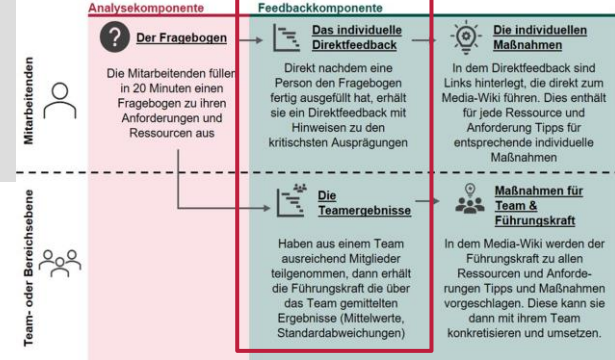 Analysekomponente
Feedbackkomponente
Mitarbeitenden
?
Der Fragebogen
Die Mitarbeitenden füllen
in 20 Minuten einen
Fragebogen zu ihren
Anforderungen und
Ressourcen aus
Das individuelle
Direktfeedback
Direkt nachdem eine
Person den Fragebogen
fertig ausgefüllt hat, erhält
sie ein Direktfeedback mit
Hinweisen zu den
kritischsten Ausprägungen
Die individuellen
Maßnahmen
In dem Direktfeedback sind
Links hinterlegt, die direkt zum
Media-Wiki führen. Dies enthält
für jede Ressource und
Anforderung Tipps für
entsprechende individuelle
Maßnahmen
Team- oder Bereichsebene
Die
Teamergebnisse
Haben aus einem Team
ausreichend Mitglieder
teilgenommen, dann erhält
die Führungskraft die über
das Team gemittelten
Ergebnisse (Mittelwerte,
Standardabweichungen)
Maßnahmen für
Team &
Führungskraft
In dem Media-Wiki werden der
Führungskraft zu allen
Ressourcen und Anforde-
rungen Tipps und Maßnahmen
vorgeschlagen. Diese kann sie
dann mit ihrem Team
konkretisieren und umsetzen.